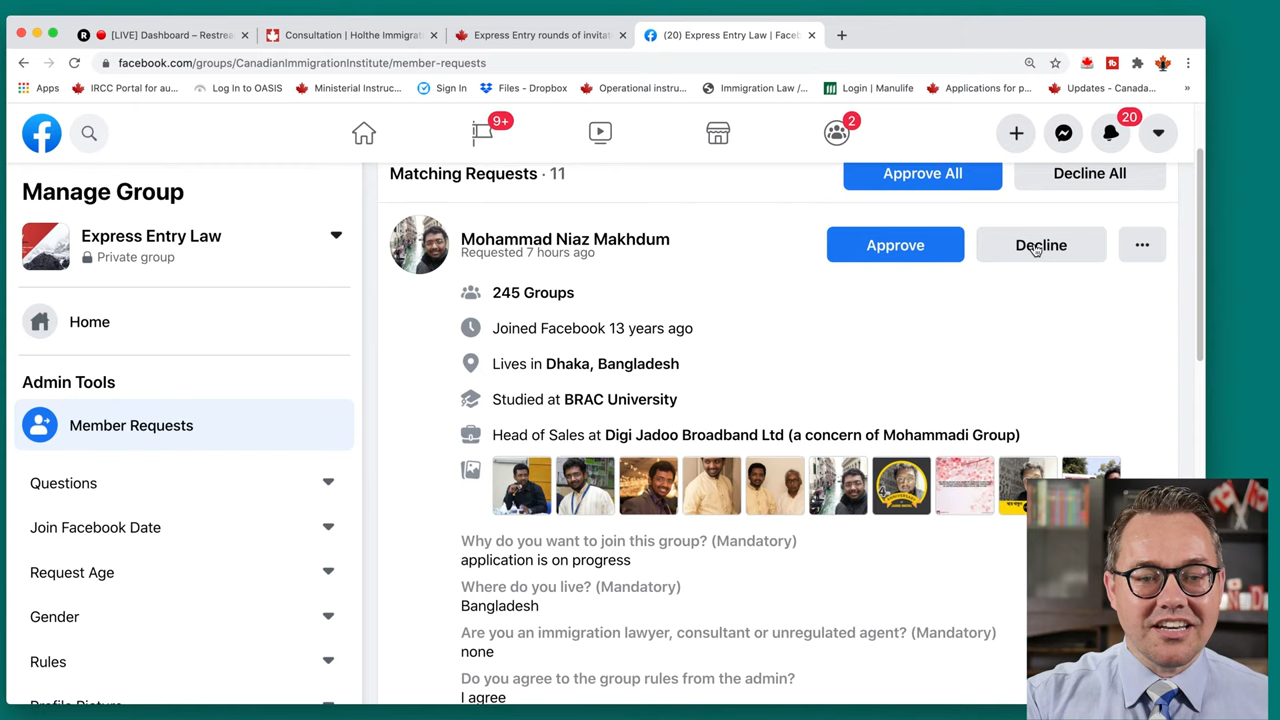 [LIVE] Dashboard – Restrea
Consultation | Holthe Immigrat
Express Entry rounds of invitat
(20) Express Entry Law | Faceb
facebook.com/groups/CanadianImmigrationInstitute/member-requests
Apps
IRCC Portal for au...
Log In to OASIS
Ministerial Instruc...
Sign In
Files - Dropbox
Operational instru...
Immigration Law /...
Login | Manulife
Applications for p...
Updates - Canada...
»
9+
2
20
Manage Group
Express Entry Law
Private group
Home
Admin Tools
Member Requests
Questions
Join Facebook Date
Request Age
Gender
Rules
Matching Requests · 11
Approve All
Decline All
Mohammad Niaz Makhdum
Requested 7 hours ago
Approve
Decline
245 Groups
Joined Facebook 13 years ago
Lives in Dhaka, Bangladesh
Studied at BRAC University
Head of Sales at Digi Jadoo Broadband Ltd (a concern of Mohammadi Group)
Why do you want to join this group? (Mandatory)
application is on progress
Where do you live? (Mandatory)
Bangladesh
Are you an immigration lawyer, consultant or unregulated agent? (Mandatory)
none
Do you agree to the group rules from the admin?
I agree